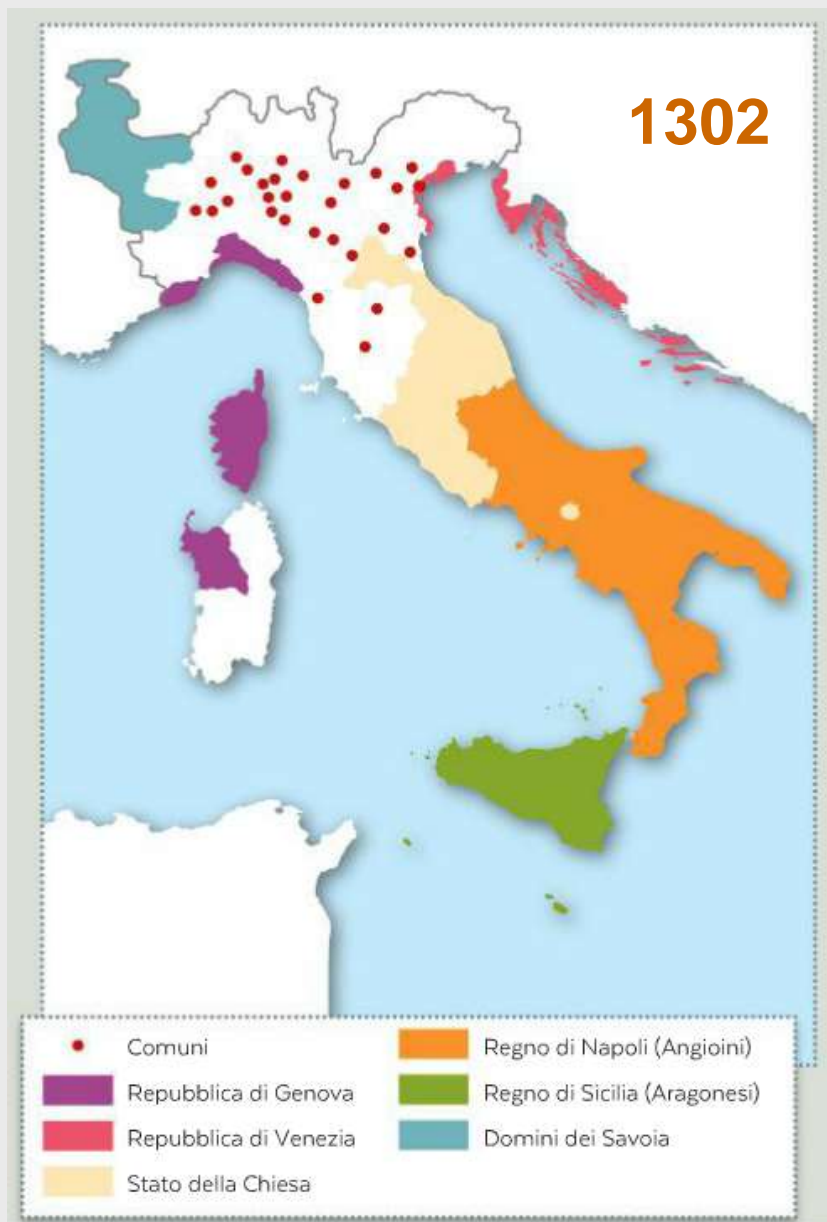 1302
Comuni
Repubblica di Genova
Repubblica di Venezia
Stato della Chiesa
Regno di Napoli (Angioini)
Regno di Sicilia (Aragonesi)
Domini dei Savoia